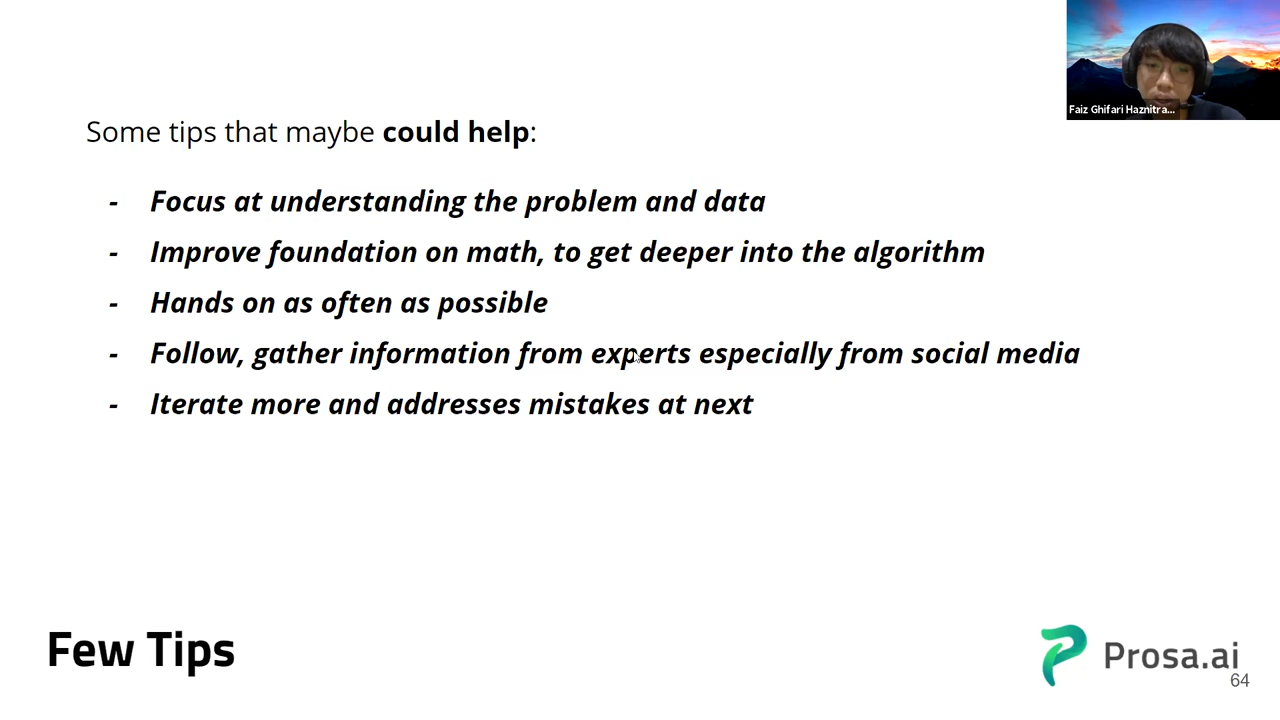 Faiz Ghifari Haznitra...
Some tips that maybe could help:
- Focus at understanding the problem and data
- Improve foundation on math, to get deeper into the algorithm
- Hands on as often as possible
- Follow, gather information from experts especially from social media
- Iterate more and addresses mistakes at next
Few Tips
Prosa.ai
64